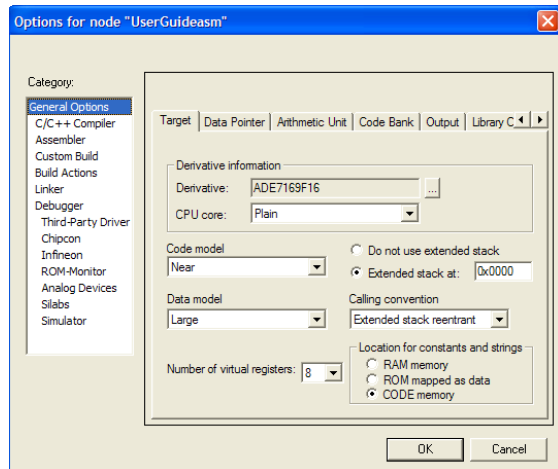 Options for node "UserGuideasm"
Category:
General Options
C/C++ Compiler
Assembler
Custom Build
Build Actions
Linker
Debugger
Third-Party Driver
Chipcon
Infineon
ROM-Monitor
Analog Devices
Silabs
Simulator
Target Data Pointer Arithmetic Unit Code Bank Output Library C
Derivative information
Derivative: ADE7169F16 ...
CPU core: Plain
Code model
Near
Do not use extended stack
Extended stack at: 0x0000
Data model
Large
Calling convention
Extended stack reentrant
Number of virtual registers: 8
Location for constants and strings
RAM memory
ROM mapped as data
CODE memory
OK Cancel